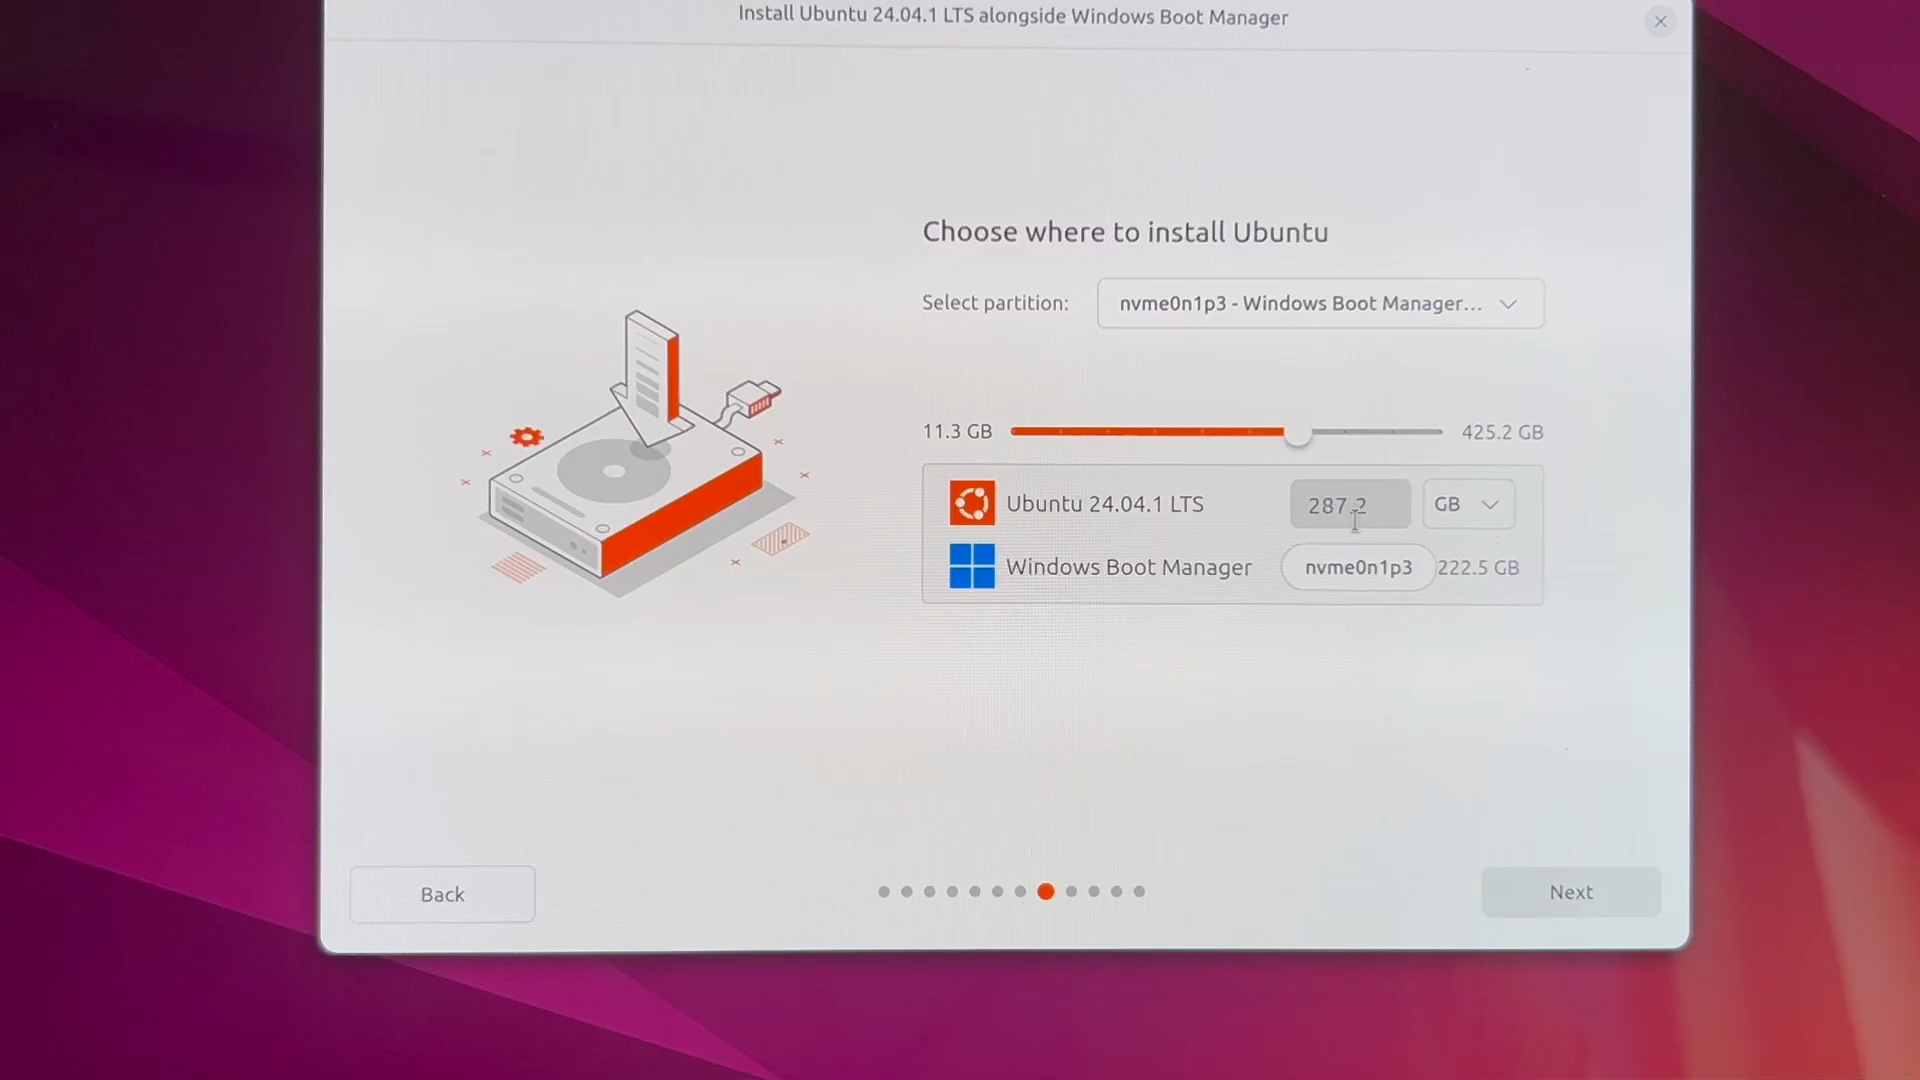 Install Ubuntu 24.04.1 LTS alongside Windows Boot Manager
Choose where to install Ubuntu
Select partition: nvme0n1p3 - Windows Boot Manager...
11.3 GB 425.2 GB
Ubuntu 24.04.1 LTS 287.2 GB
Windows Boot Manager nvme0n1p3 222.5 GB
Back Next